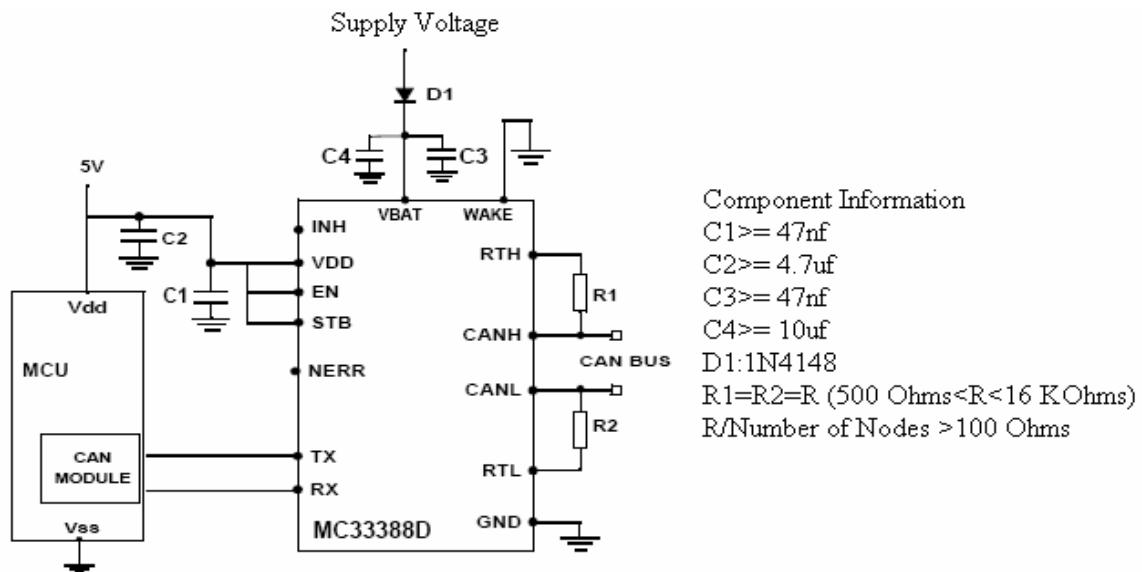 Supply Voltage
D1
C4
C3
5V
C2
C1
VBAT
WAKE
INH
VDD
EN
STB
NERR
TX
RX
RTH
CANH
CANL
RTL
GND
MC33388D
R1
CAN BUS
R2
Vdd
MCU
CAN
MODULE
Vss
Component Information
C1>= 47nf
C2>= 4.7uf
C3>= 47nf
C4>= 10uf
D1:1N4148
R1=R2=R (500 Ohms<R<16 KOhms)
R/Number of Nodes >100 Ohms